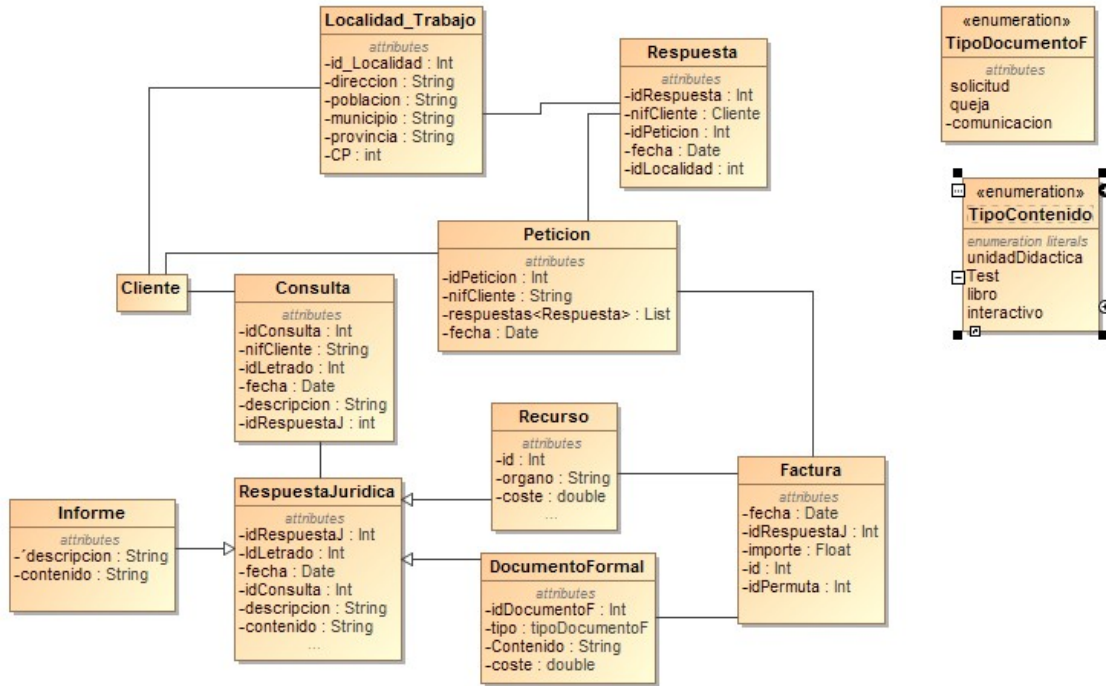 Localidad_Trabajo
attributes
-id_Localidad : Int
-direccion : String
-poblacion : String
-municipio : String
-provincia : String
-CP : int
Respuesta
attributes
-idRespuesta : Int
-nifCliente : Cliente
-idPeticion : Int
-fecha : Date
-idLocalidad : int
«enumeration»
TipoDocumentoF
attributes
solicitud
queja
-comunicacion
«enumeration»
TipoContenido
enumeration literals
unidadDidactica
Test
libro
interactivo
Peticion
attributes
-idPeticion : Int
-nifCliente : String
-respuestas<Respuesta> : List
-fecha : Date
Cliente
Consulta
attributes
-idConsulta : Int
-nifCliente : String
-idLetrado : Int
-fecha : Date
-descripcion : String
-idRespuestaJ : int
Recurso
attributes
-id : Int
-organo : String
-coste : double
...
Factura
attributes
-fecha : Date
-idRespuestaJ : Int
-importe : Float
-id : Int
-idPermuta : Int
Informe
attributes
-´descripcion : String
-contenido : String
RespuestaJuridica
attributes
-idRespuestaJ : Int
-IdLetrado : Int
-fecha : Date
-idConsulta : Int
-descripcion : String
-contenido : String
...
DocumentoFormal
attributes
-idDocumentoF : Int
-tipo : tipoDocumentoF
-Contenido : String
-coste : double